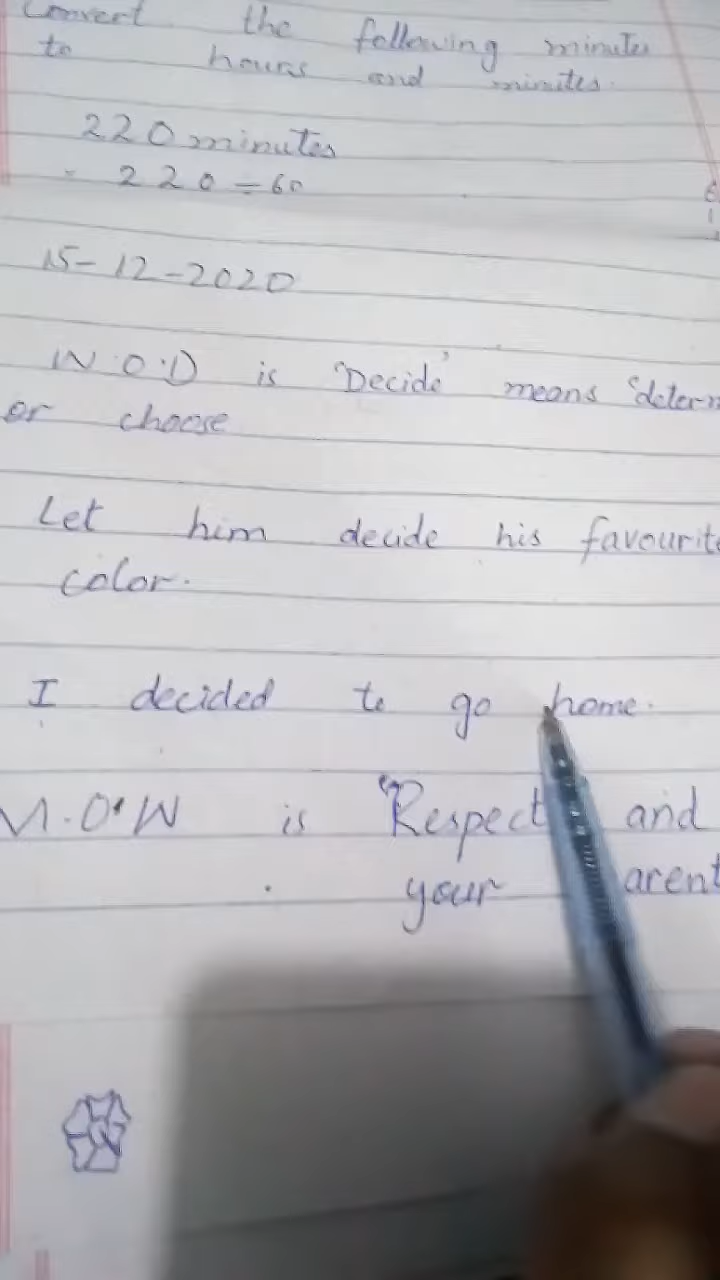 Convert the following minutes
to hours and minutes.
220 minutes
= 220 ÷ 60
15-12-2020
W.O.D is 'Decide' means 'determ
or choose
Let him decide his favourite
color.
I decided to go home.
M.O.W is "Respect and
your arent